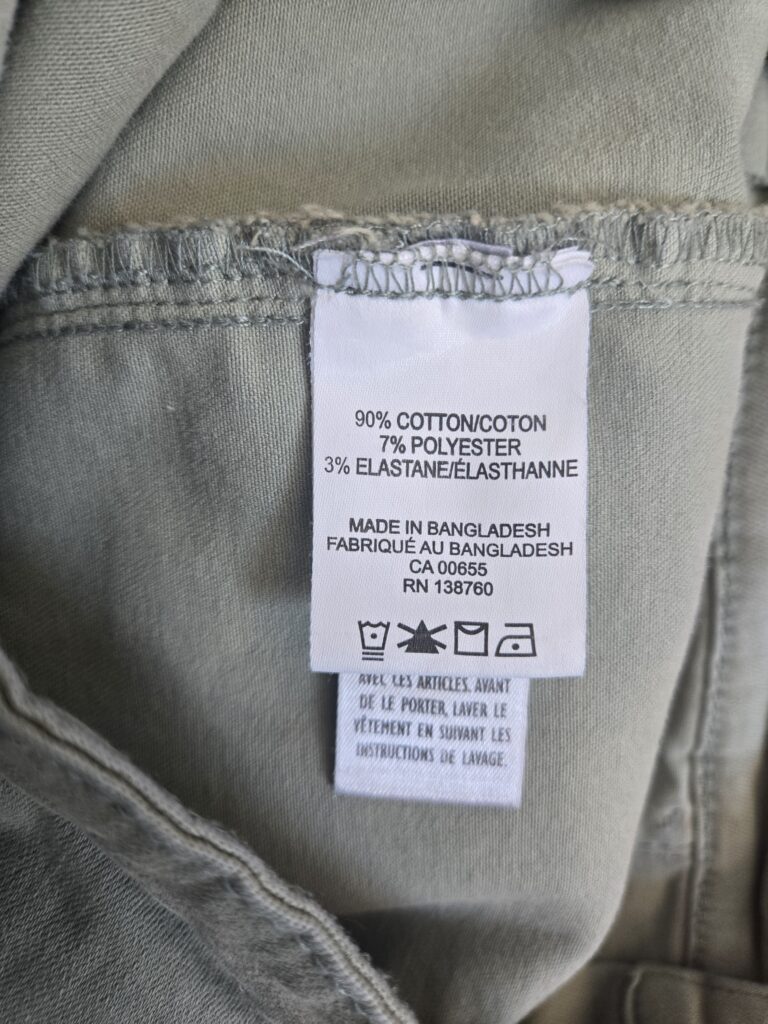 90% COTTON/COTON
7% POLYESTER
3% ELASTANE/ÉLASTHANNE
MADE IN BANGLADESH
FABRIQUÉ AU BANGLADESH
CA 00655
RN 138760
AVEC CES ARTICLES. AVANT
DE LE PORTER, LAVER LE
VÊTEMENT EN SUIVANT LES
INSTRUCTIONS DE LAVAGE.